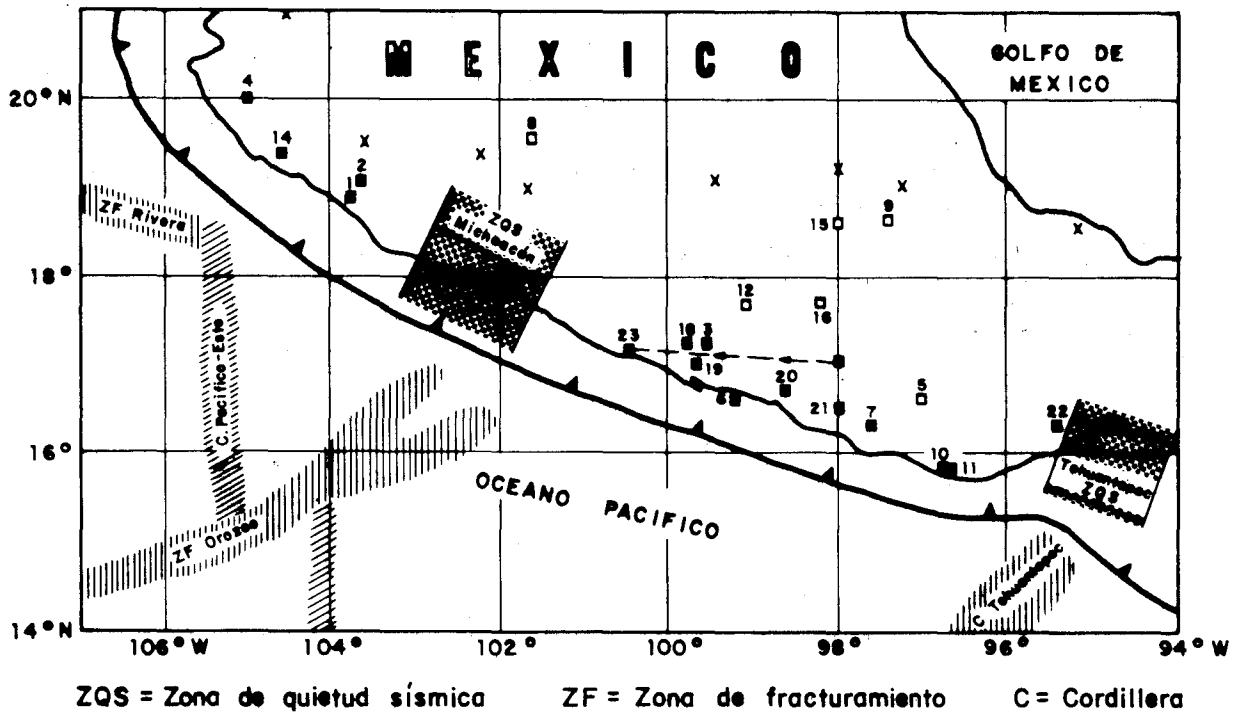 MEXICO
GOLFO DE
MEXICO
4
8
20°N
14
2
1
ZF Rivera
ZQS
Michoacán
9
15
18°
12
16
C. Pacífico-Este
23
18 3
19
20
6
21
7
5
22
16°
10 11
Tehuantepec
ZQS
OCEANO PACIFICO
ZF Orozco
C Tehuantepec
14°N
106°W
104°
102°
100°
98°
96°
94°W
ZQS = Zona de quietud sísmica
ZF = Zona de fracturamiento
C = Cordillera